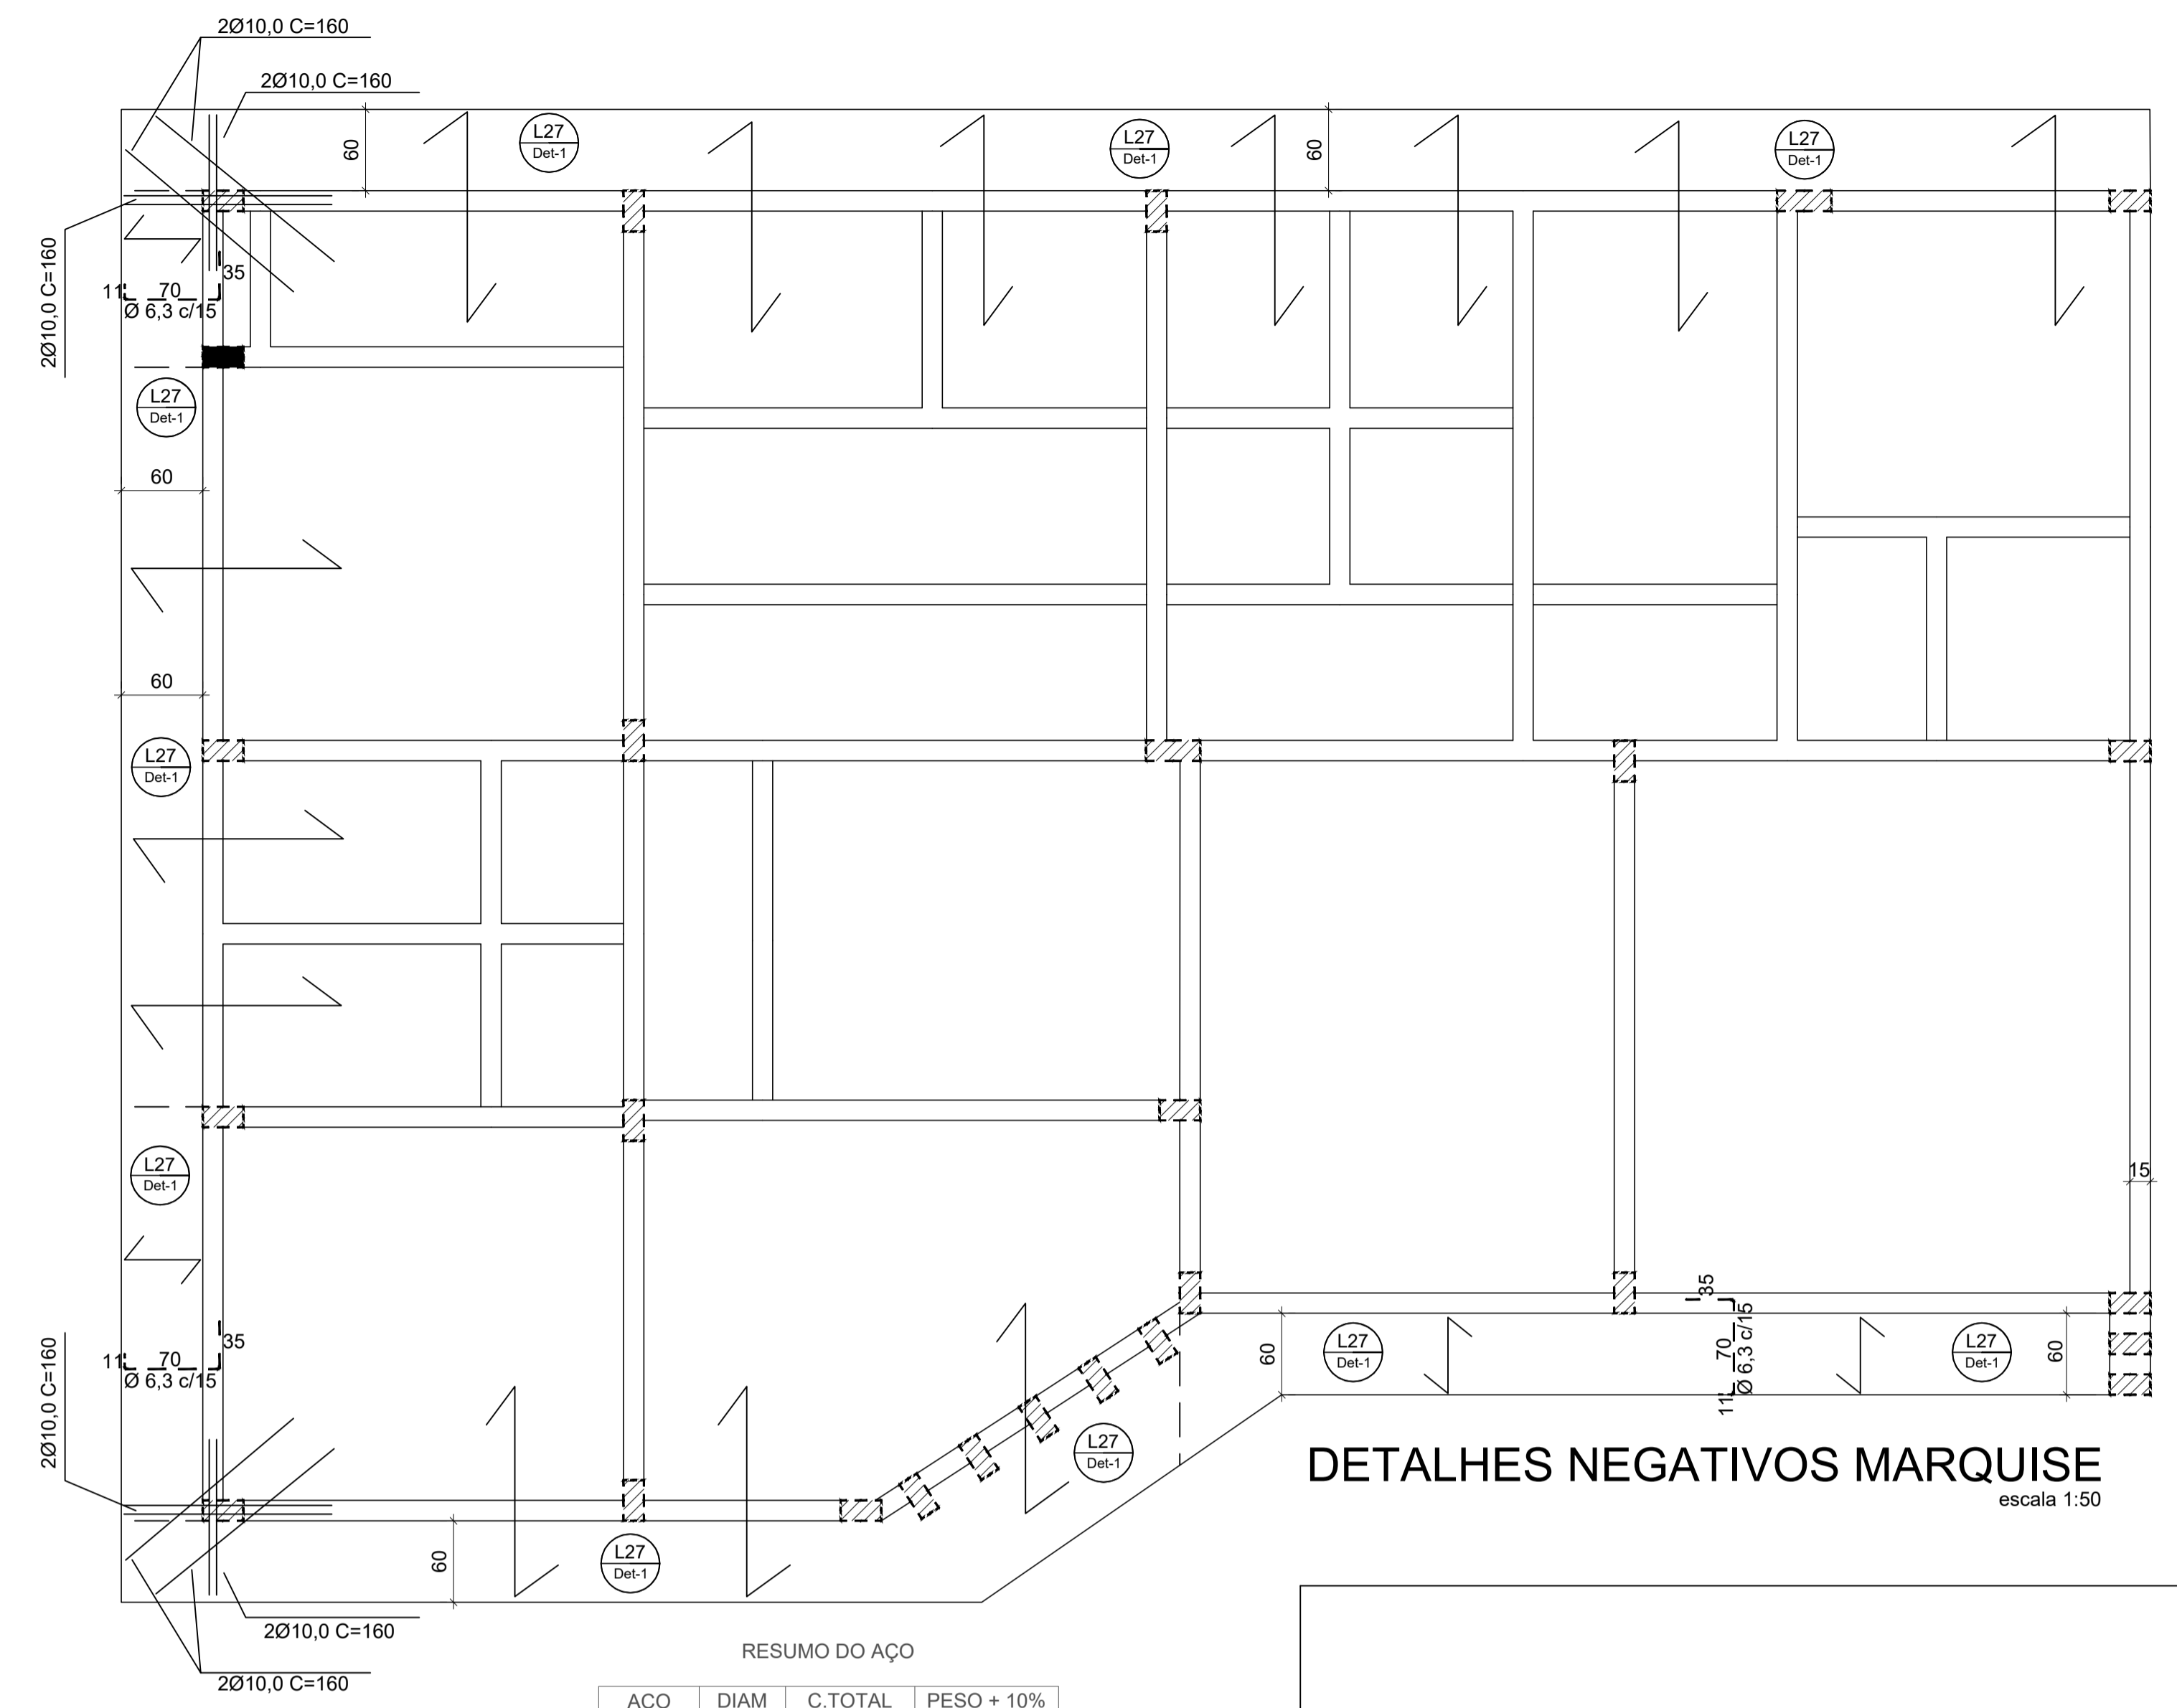 2Ø10,0 C=160
2Ø10,0 C=160
60
L27
Det-1
L27
Det-1
60
L27
Det-1
2Ø10,0 C=160
35
11
70
Ø 6,3 c/15
L27
Det-1
60
60
L27
Det-1
L27
Det-1
15
35
11
70
Ø 6,3 c/15
2Ø10,0 C=160
35
70
11
Ø 6,3 c/15
60
L27
Det-1
L27
Det-1
60
L27
Det-1
DETALHES NEGATIVOS MARQUISE
escala 1:50
60
L27
Det-1
2Ø10,0 C=160
2Ø10,0 C=160
RESUMO DO AÇO
AÇO DIAM C.TOTAL PESO + 10%